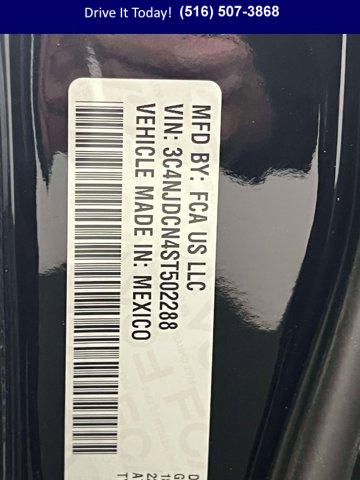 Drive It Today! (516) 507-3868
MFD BY: FCA US LLC
VIN: 3C4NJDCN4ST502288
VEHICLE MADE IN: MEXICO